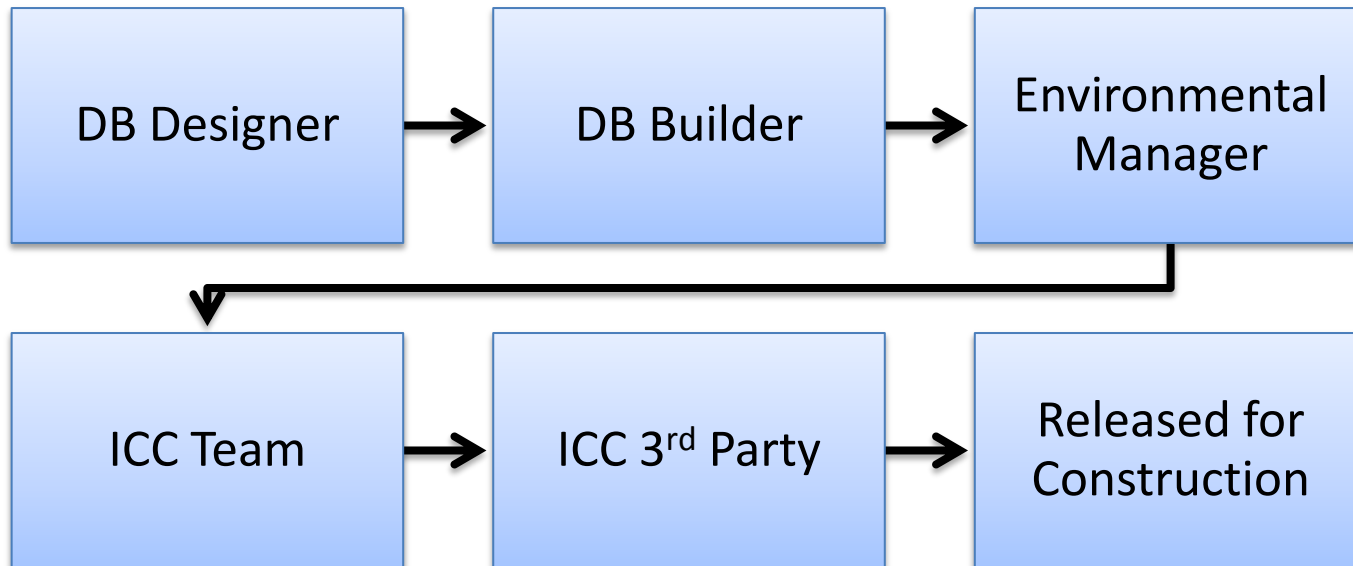 DB Designer
DB Builder
Environmental
Manager
ICC Team
ICC 3rd Party
Released for
Construction